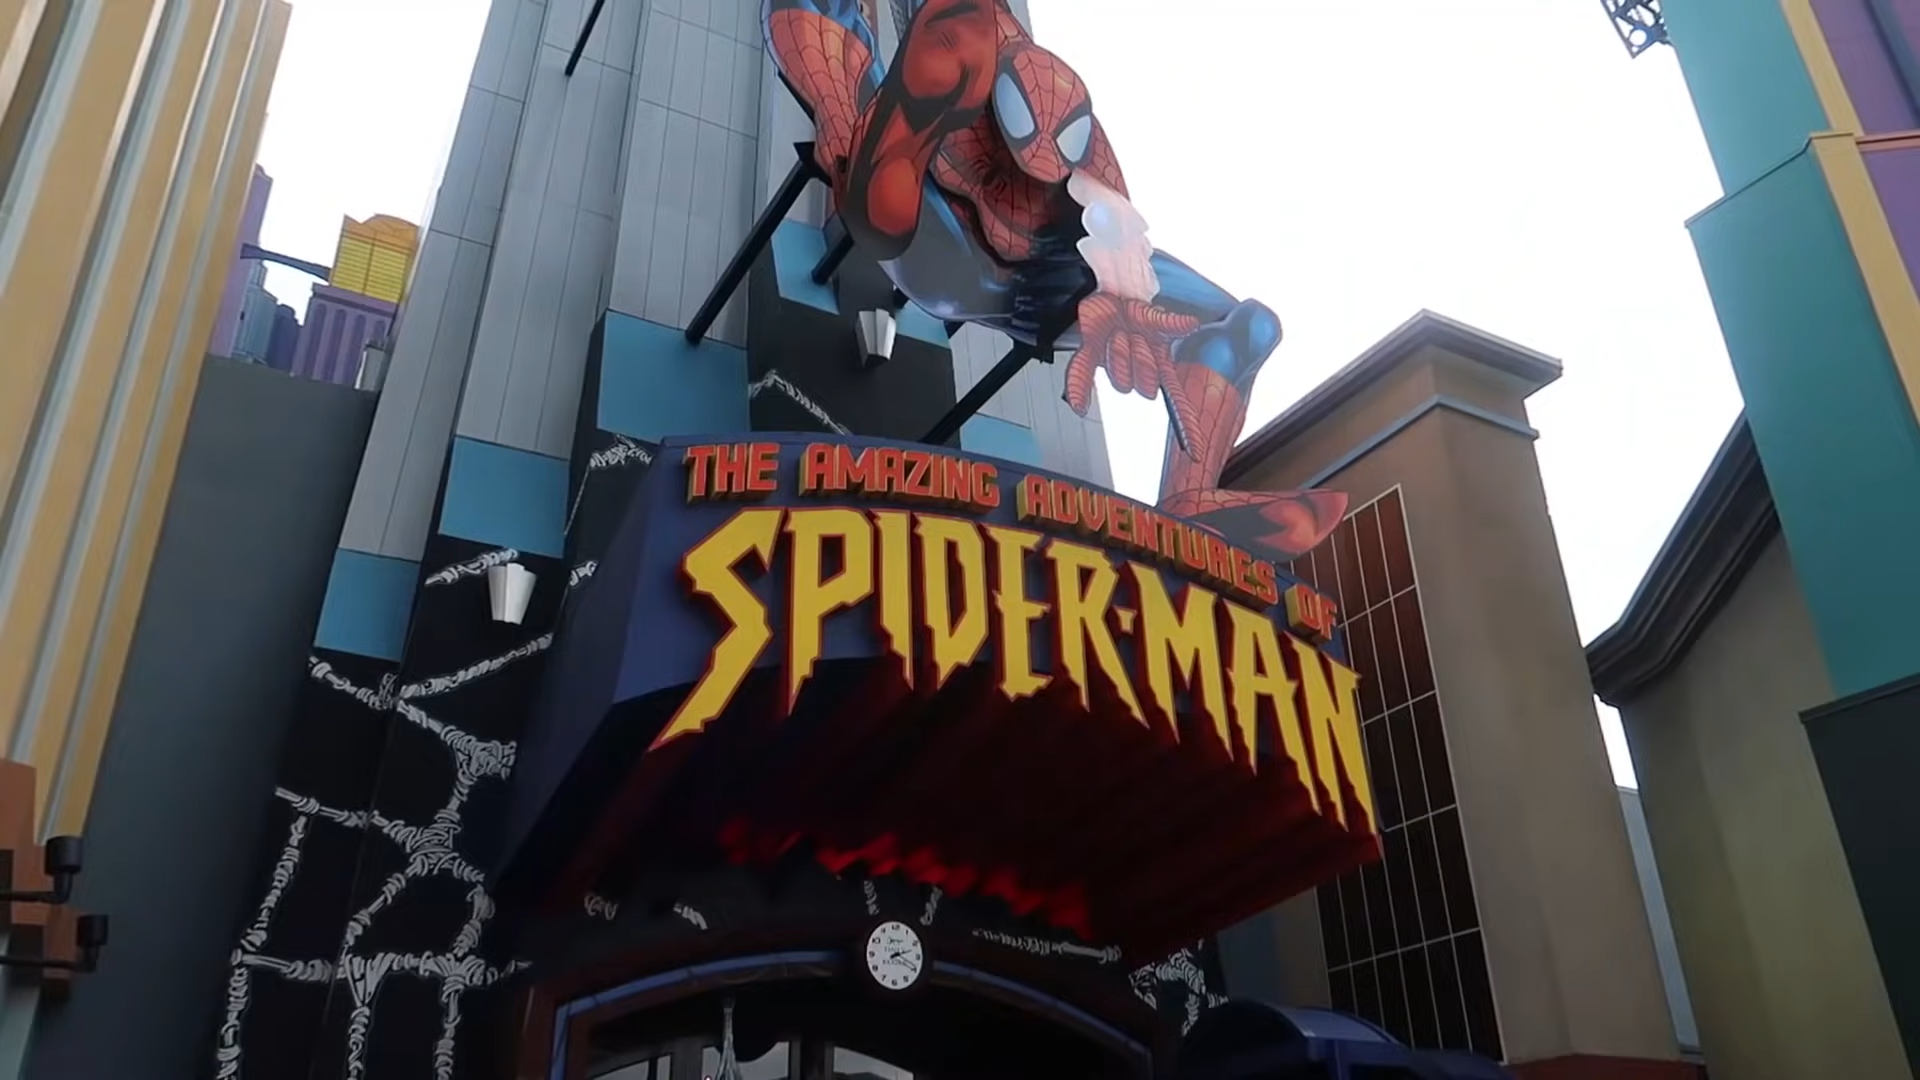 THE AMAZING ADVENTURES OF
SPIDER-MAN